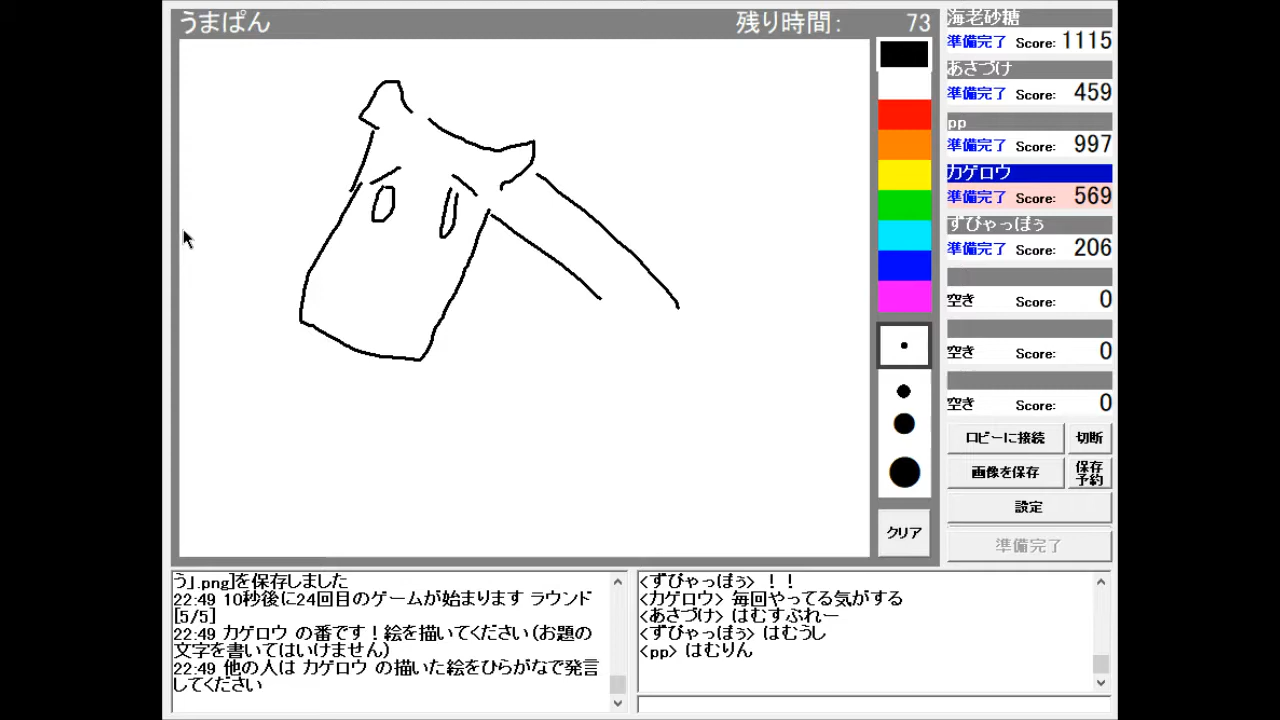 うまぱん
残り時間: 73
海老砂糖
準備完了 Score: 1115
あさづけ
準備完了 Score: 459
pp
準備完了 Score: 997
カゲロウ
準備完了 Score: 569
ずびゃっぽぅ
準備完了 Score: 206
空き Score: 0
空き Score: 0
空き Score: 0
ロビーに接続 切断
画像を保存 保存予約
設定
準備完了
クリア
う」.png]を保存しました
22:49 10秒後に24回目のゲームが始まります ラウンド
[5/5]
22:49 カゲロウ の番です！絵を描いてください(お題の
文字を書いてはいけません)
22:49 他の人は カゲロウ の描いた絵をひらがなで発言
してください
<ずびゃっぽぅ> ！！
<カゲロウ> 毎回やってる気がする
<あさづけ> はむすぶれー
<ずびゃっぽぅ> はむうし
<pp> はむりん